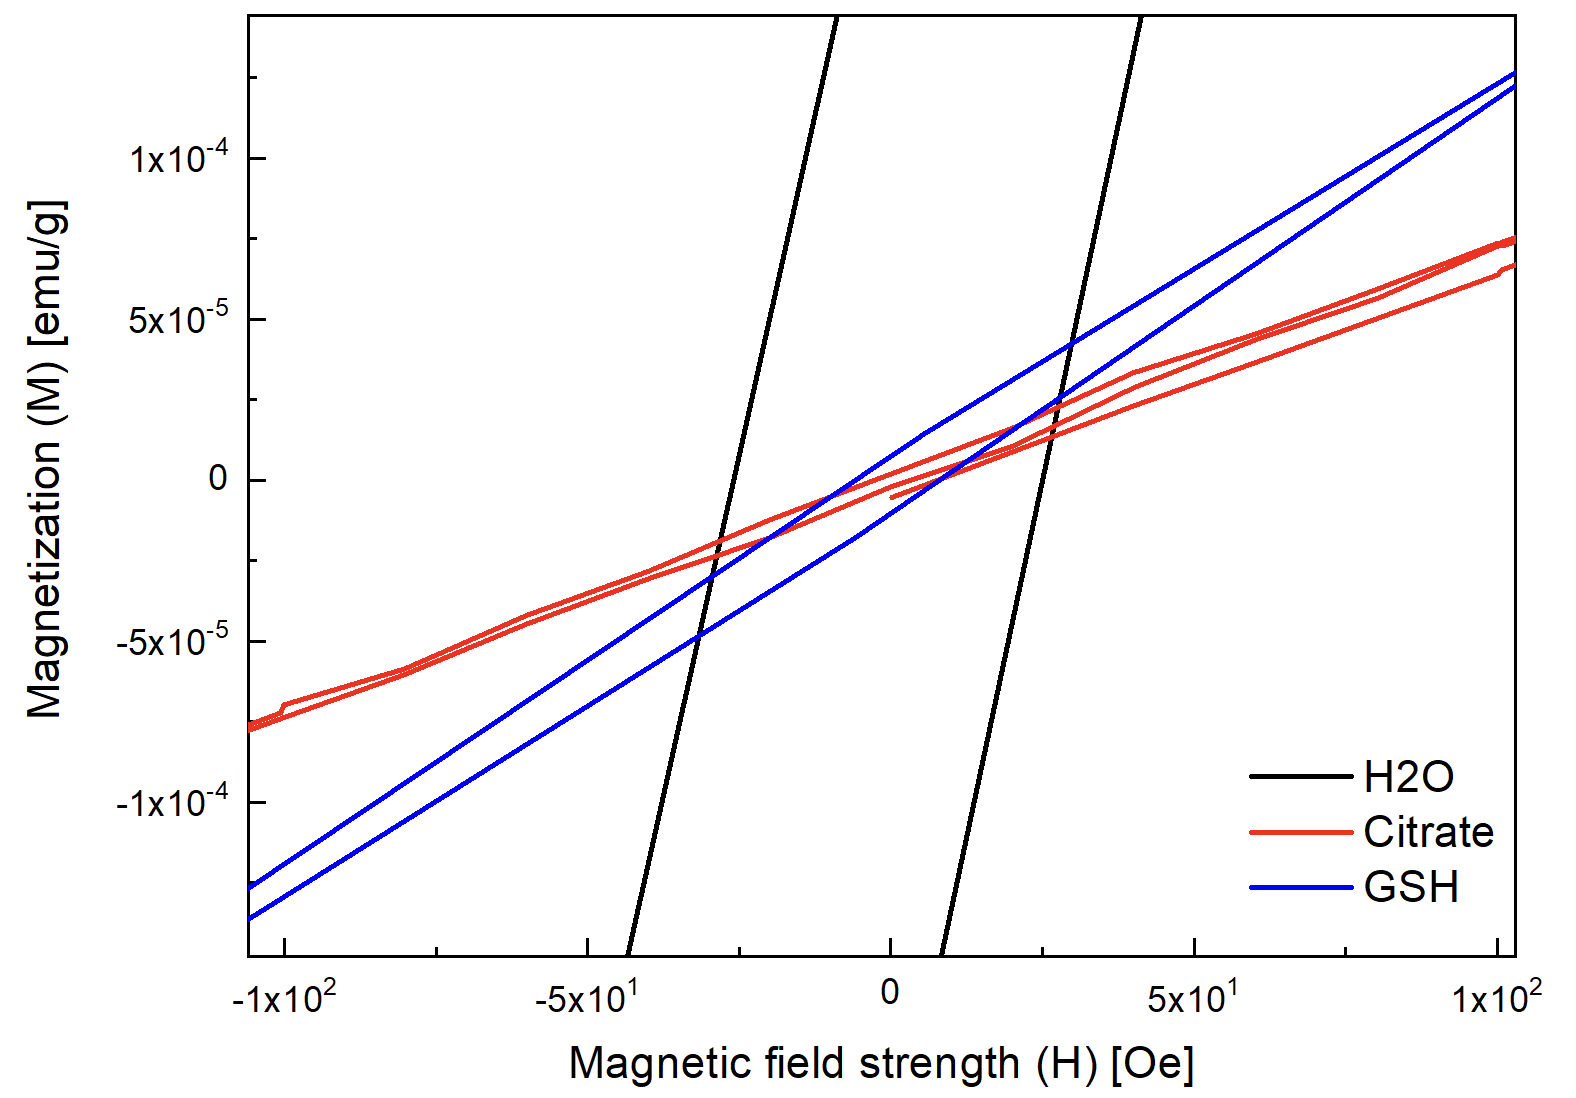 Magnetization (M) [emu/g]
1x10⁻⁴
5x10⁻⁵
0
-5x10⁻⁵
-1x10⁻⁴
H2O
Citrate
GSH
-1x10² -5x10¹ 0 5x10¹ 1x10²
Magnetic field strength (H) [Oe]